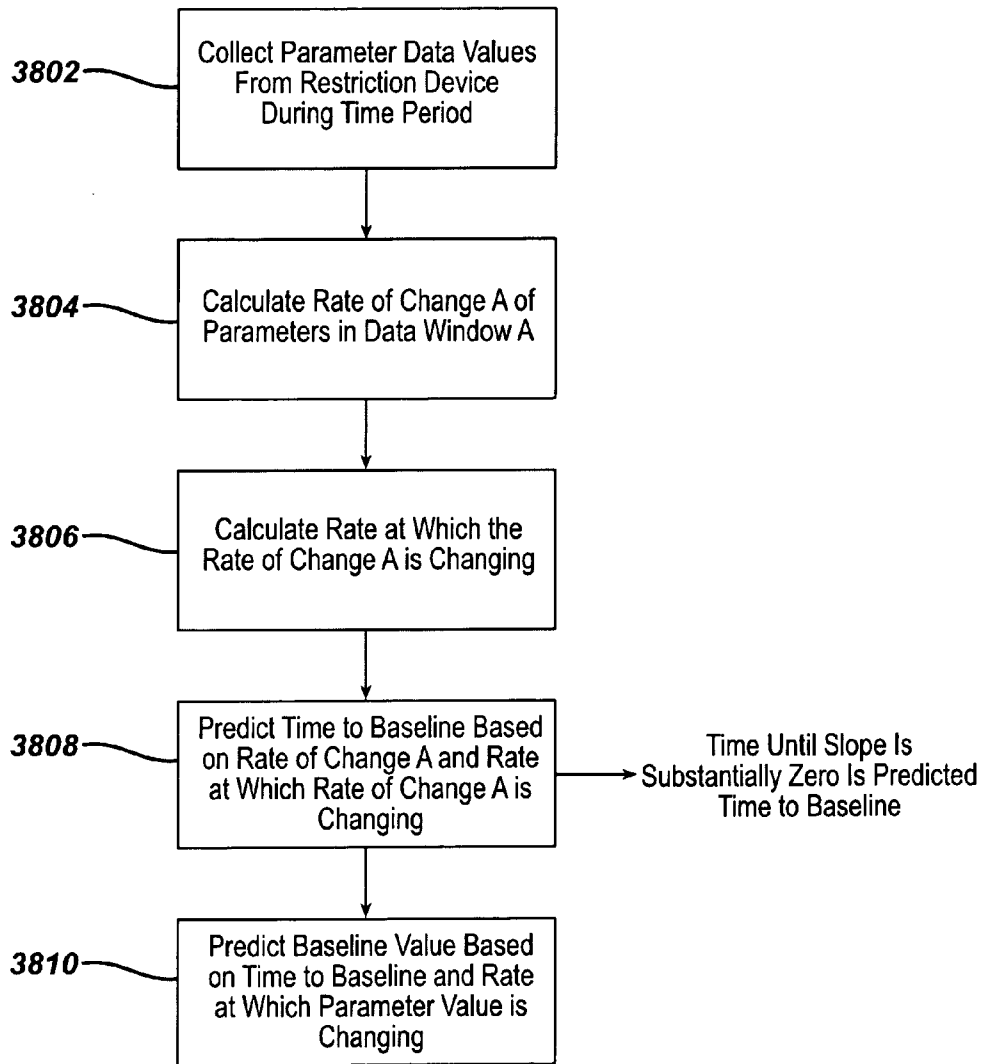 3802
Collect Parameter Data Values
From Restriction Device
During Time Period
3804
Calculate Rate of Change A of
Parameters in Data Window A
3806
Calculate Rate at Which the
Rate of Change A is Changing
3808
Predict Time to Baseline Based
on Rate of Change A and Rate
at Which Rate of Change A is
Changing
Time Until Slope Is
Substantially Zero Is Predicted
Time to Baseline
3810
Predict Baseline Value Based
on Time to Baseline and Rate
at Which Parameter Value is
Changing